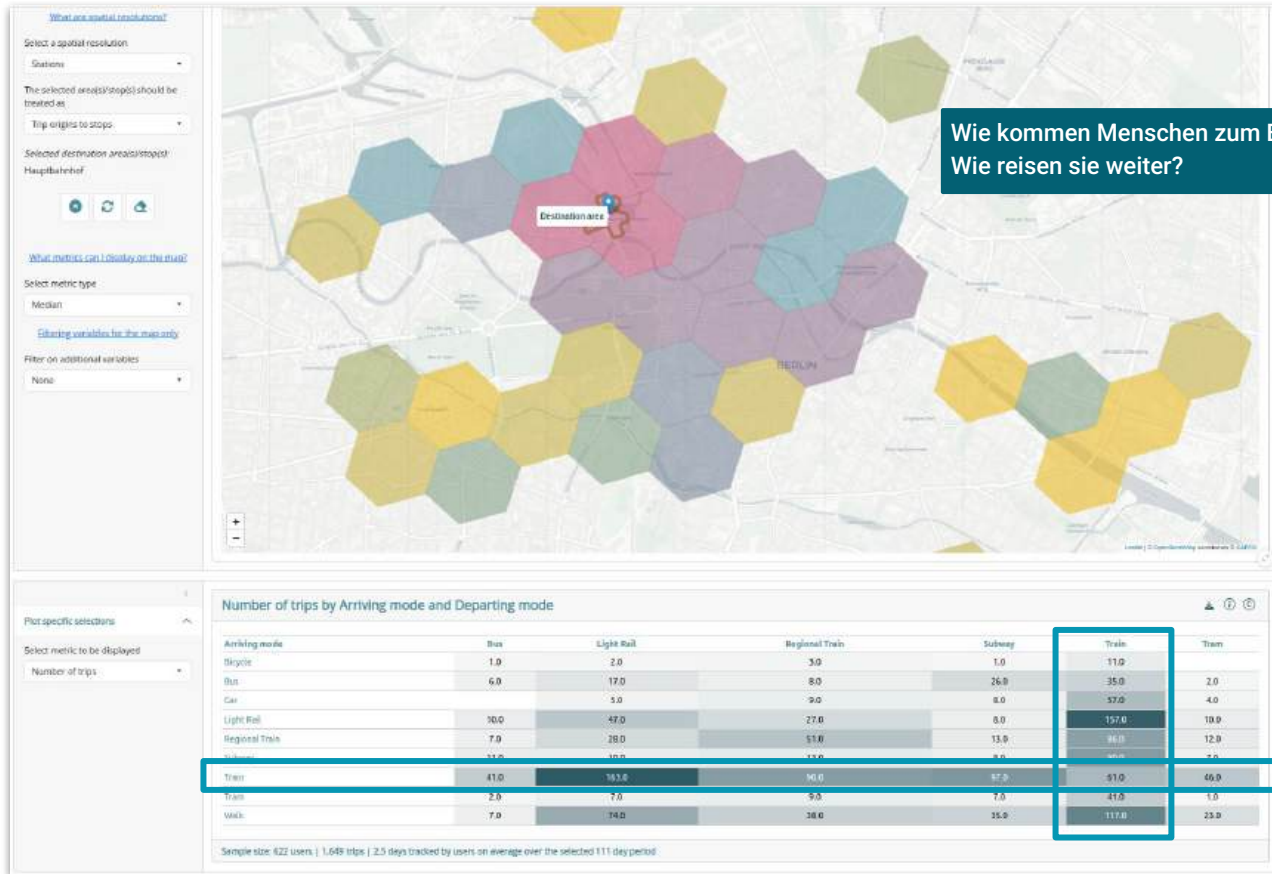 What are spatial resolutions?
Select a spatial resolution
Stations
The selected area(s)/stop(s) should be
treated as
Trip origins to stops
Selected destination area(s)/stop(s):
Hauptbahnhof
What metrics can I display on the map?
Select metric type
Median
Filtering variables for the map only
Filter on additional variables
None
Destination area
BERLIN
Wie kommen Menschen zum
Wie reisen sie weiter?
+
−
Plot specific selections
Select metric to be displayed
Number of trips
Number of trips by Arriving mode and Departing mode
Arriving mode Bus Light Rail Regional Train Subway Train Tram
Bicycle 1.0 2.0 3.0 1.0 11.0
Bus 6.0 17.0 8.0 26.0 35.0 2.0
Car 5.0 9.0 8.0 57.0 4.0
Light Rail 10.0 47.0 27.0 8.0 157.0 10.0
Regional Train 7.0 28.0 51.0 13.0 96.0 12.0
Subway
Train 41.0 163.0 90.0 97.0 61.0 46.0
Tram 2.0 7.0 9.0 7.0 41.0 1.0
Walk 7.0 74.0 38.0 35.0 117.0 23.0
Sample size: 622 users | 1,649 trips | 2.5 days tracked by users on average over the selected 111 day period